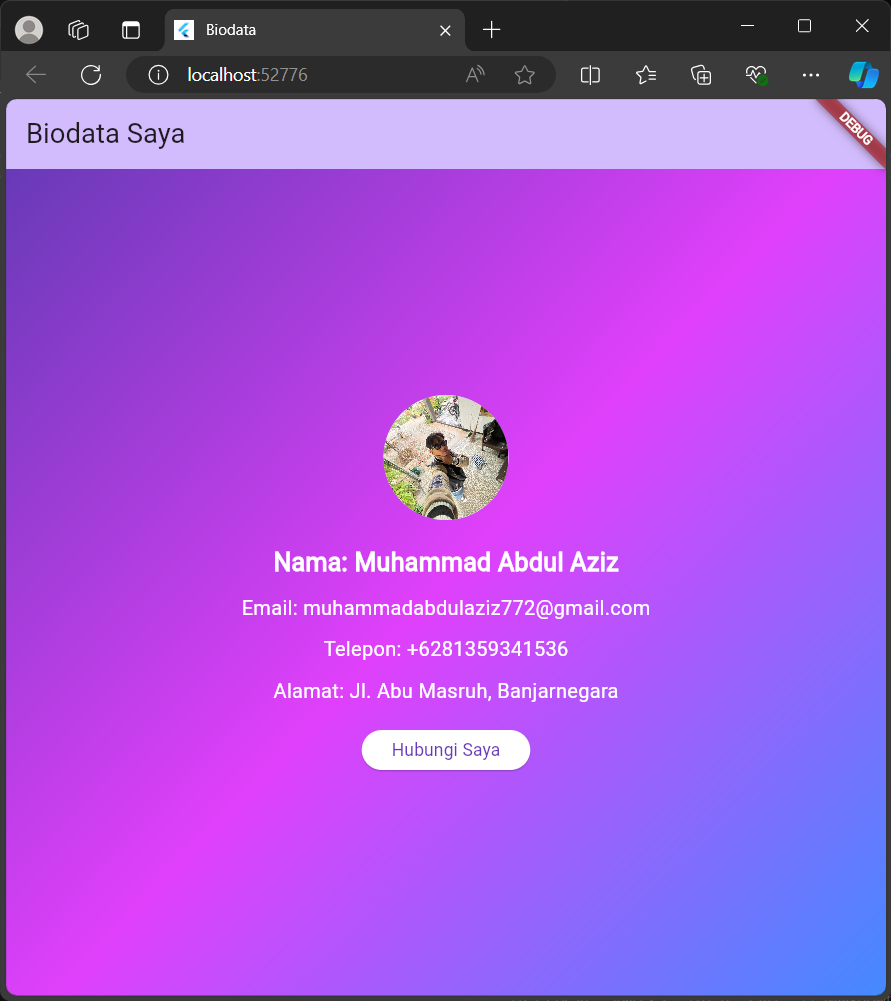 Biodata
localhost:52776
Biodata Saya
DEBUG
Nama: Muhammad Abdul Aziz
Email: muhammadabdulaziz772@gmail.com
Telepon: +6281359341536
Alamat: Jl. Abu Masruh, Banjarnegara
Hubungi Saya